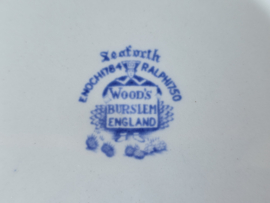 Seaforth
ENOCH 1784 RALPH 1750
WOOD'S
BURSLEM
ENGLAND